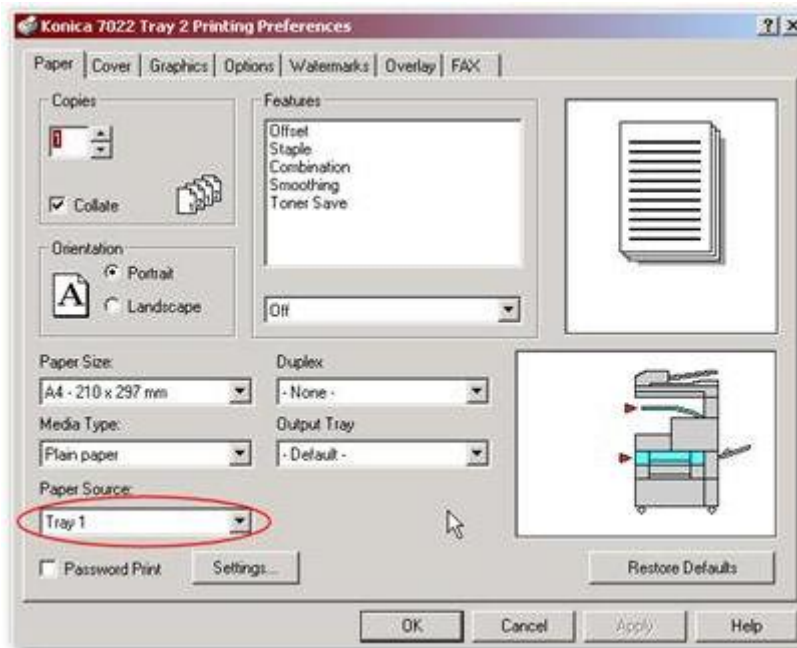 Konica 7022 Tray 2 Printing Preferences
Paper Cover Graphics Options Watermarks Overlay FAX
Copies
1
Collate
Orientation
A
Portrait
Landscape
Features
Offset
Staple
Combination
Smoothing
Toner Save
Off
Paper Size:
A4 - 210 x 297 mm
Duplex
- None -
Media Type:
Plain paper
Output Tray
- Default -
Paper Source:
Tray 1
Password Print
Settings...
Restore Defaults
OK Cancel Apply Help